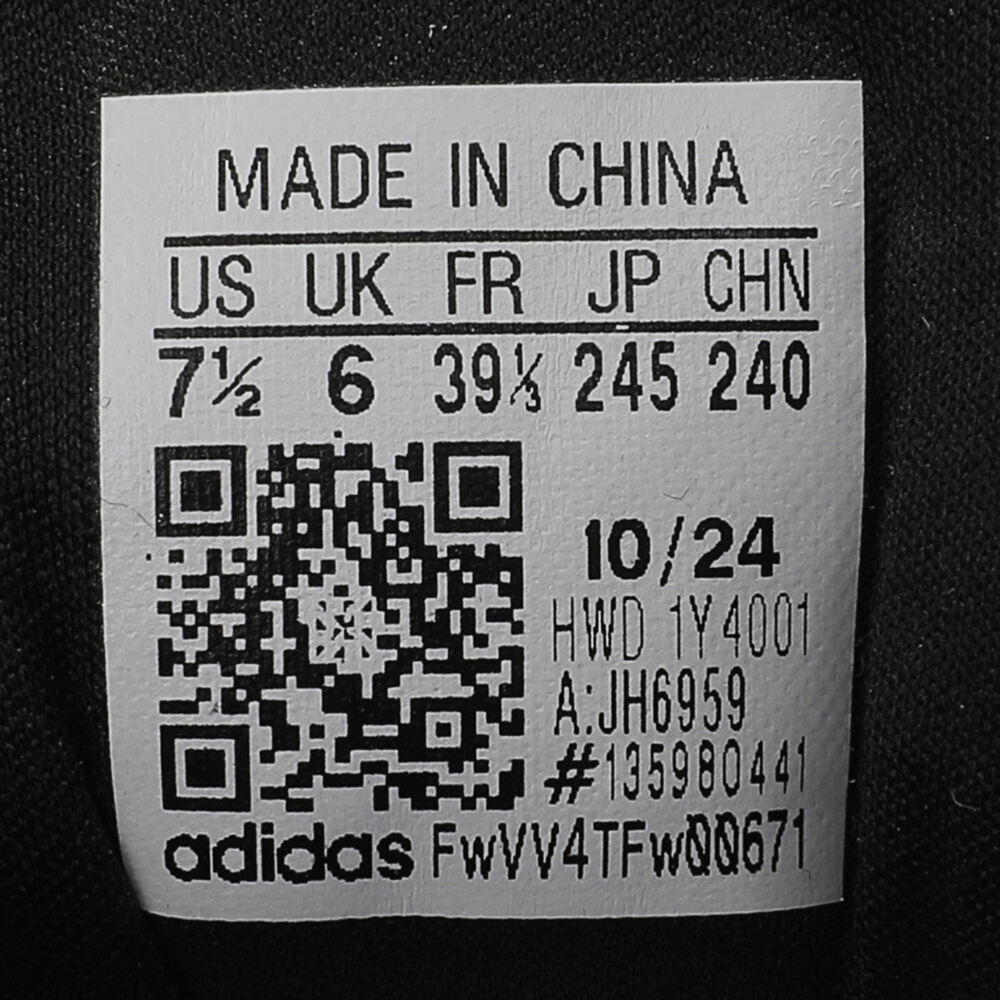 MADE IN CHINA
US UK FR JP CHN
7½ 6 39⅓ 245 240
10/24
HWD 1Y4001
A:JH6959
#135980441
adidas FwVV4TFw00671